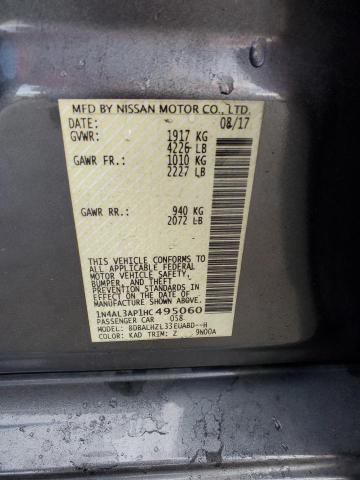 MFD BY NISSAN MOTOR CO., LTD.
DATE: 08/17
GVWR: 1917 KG
4226 LB
GAWR FR.: 1010 KG
2227 LB
GAWR RR.: 940 KG
2072 LB
THIS VEHICLE CONFORMS TO ALL
APPLICABLE FEDERAL
MOTOR VEHICLE SAFETY,
BUMPER, AND THEFT
PREVENTION STANDARDS
IN EFFECT ON THE DATE OF
MANUFACTURE SHOWN ABOVE.
1N4AL3AP1HC495060
PASSENGER CAR 058
MODEL: BDBALHZL33EUABD--H
COLOR: KAD TRIM: Z 9N00A